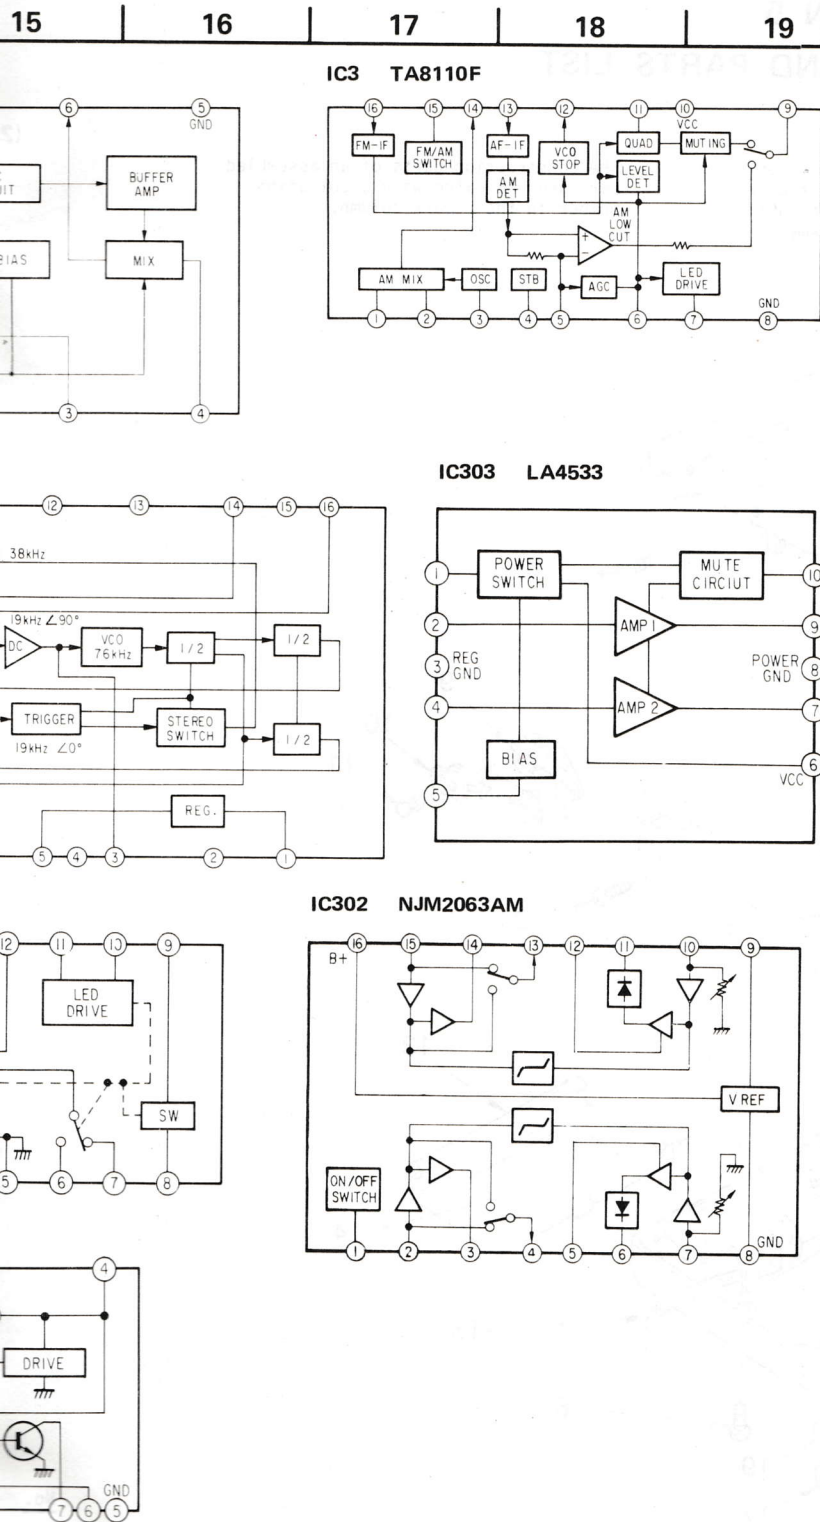 15 16 17 18 19
IC3 TA8110F
6 5
GND
BUFFER
AMP
BIAS
MIX
3 4
16 15 14 13 12 11 10 9
VCC
FM-IF
FM/AM
SWITCH
AF-IF
VCO
STOP
QUAD
MUTING
AM
DET
LEVEL
DET
AM
LOW
CUT
+
−
AM MIX
OSC
STB
AGC
LED
DRIVE
GND
1 2 3 4 5 6 7 8
12 13 14 15 16
38kHz
19kHz ∠90°
DC
VCO
76kHz
1/2
1/2
TRIGGER
STEREO
SWITCH
1/2
19kHz ∠0°
REG.
5 4 3 2 1
IC303 LA4533
1
POWER
SWITCH
MUTE
CIRCIUT
10
2
AMP 1
9
3
REG
GND
POWER
GND
8
4
AMP 2
7
BIAS
6
VCC
5
12 11 10 9
LED
DRIVE
SW
5 6 7 8
IC302 NJM2063AM
16 15 14 13 12 11 10 9
B+
V REF
ON/OFF
SWITCH
GND
1 2 3 4 5 6 7 8
4
DRIVE
GND
7 6 5